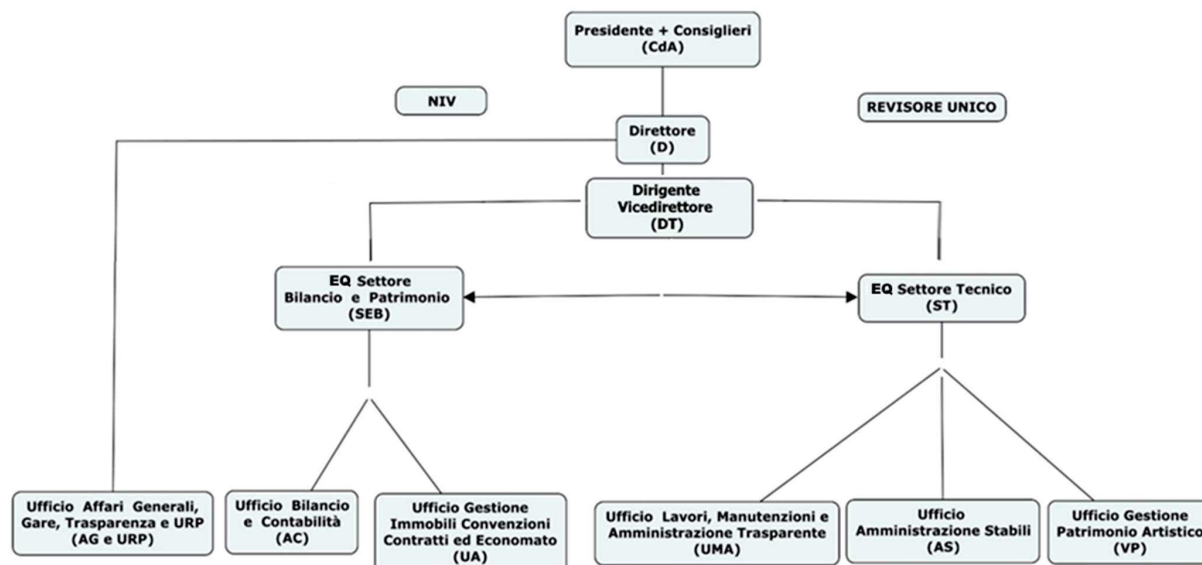 Presidente + Consiglieri
(CdA)
NIV
REVISORE UNICO
Direttore
(D)
Dirigente
Vicedirettore
(DT)
EQ Settore
Bilancio e Patrimonio
(SEB)
EQ Settore Tecnico
(ST)
Ufficio Affari Generali,
Gare, Trasparenza e URP
(AG e URP)
Ufficio Bilancio
e Contabilità
(AC)
Ufficio Gestione
Immobili Convenzioni
Contratti ed Economato
(UA)
Ufficio Lavori, Manutenzioni e
Amministrazione Trasparente
(UMA)
Ufficio
Amministrazione Stabili
(AS)
Ufficio Gestione
Patrimonio Artistico
(VP)